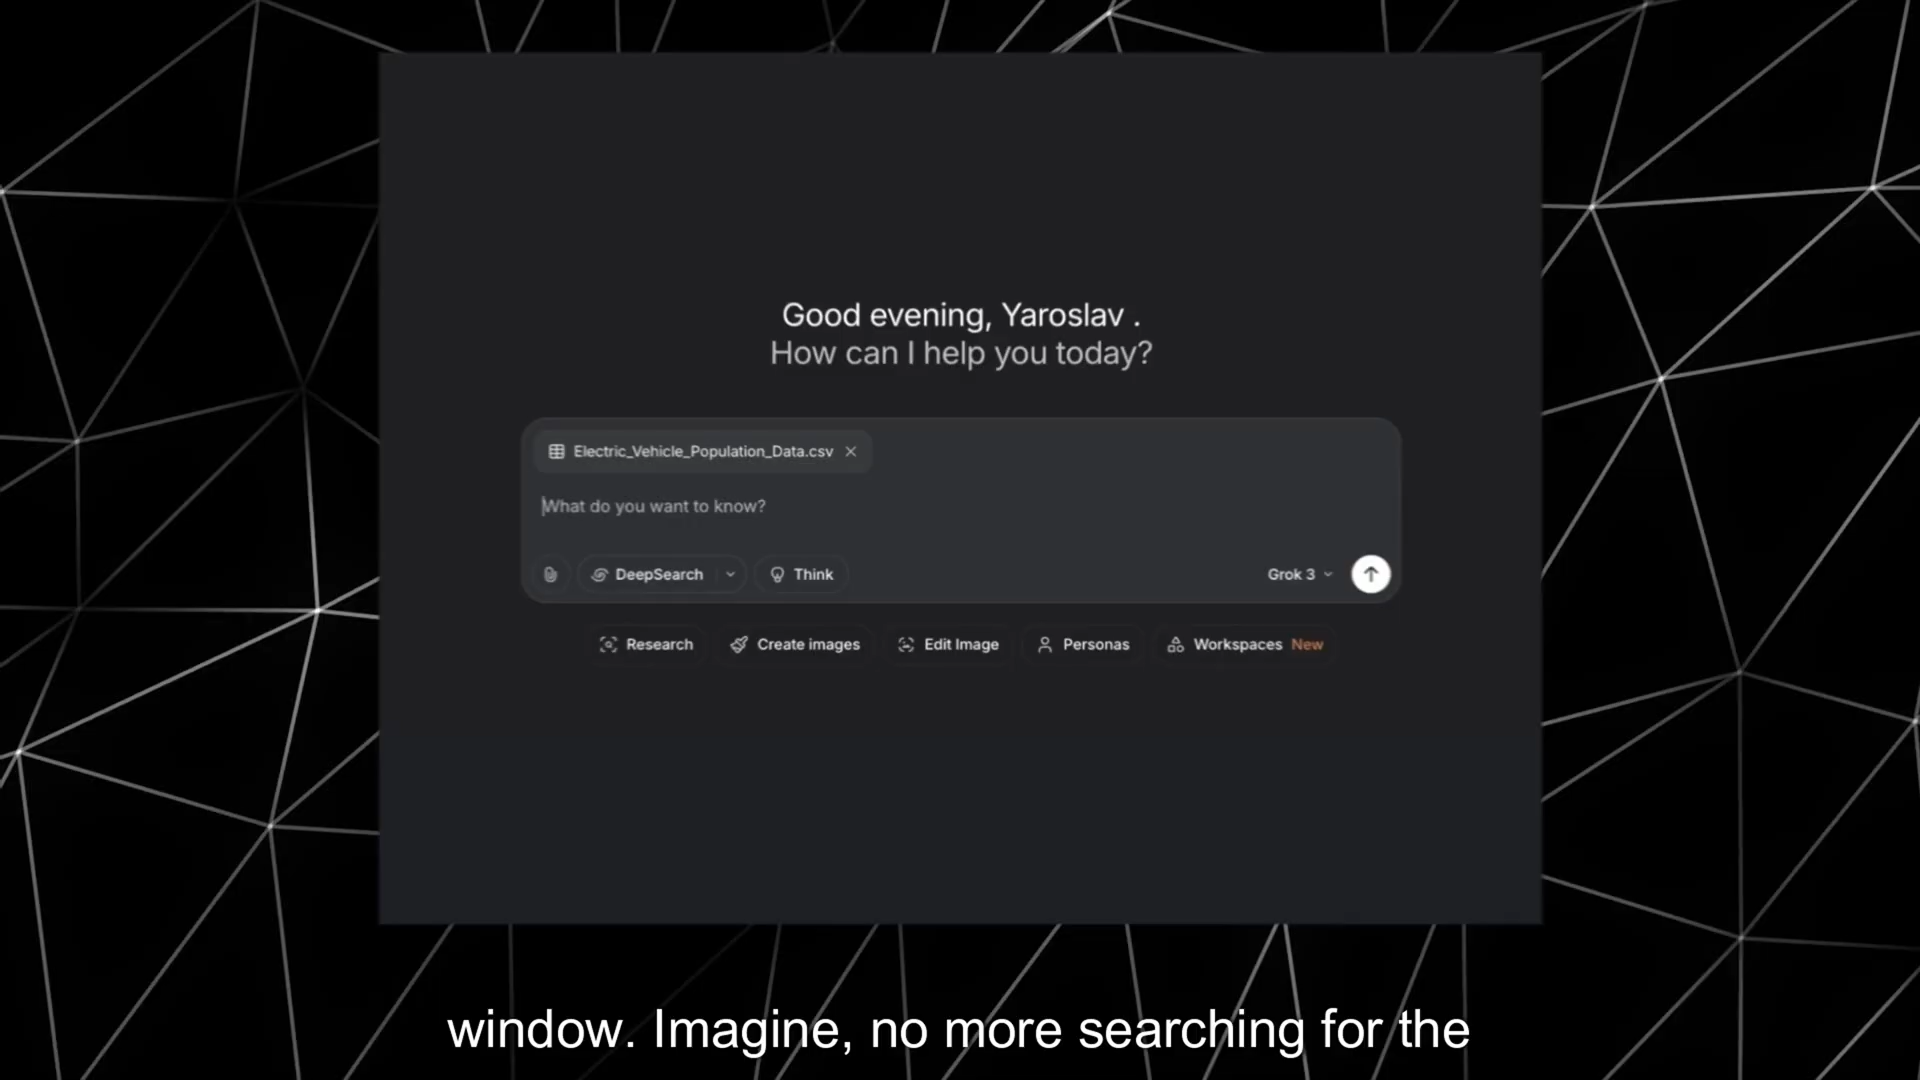 Good evening, Yaroslav .
How can I help you today?
Electric_Vehicle_Population_Data.csv
What do you want to know?
DeepSearch Think Grok 3
Research Create images Edit Image Personas Workspaces New
window. Imagine, no more searching for the